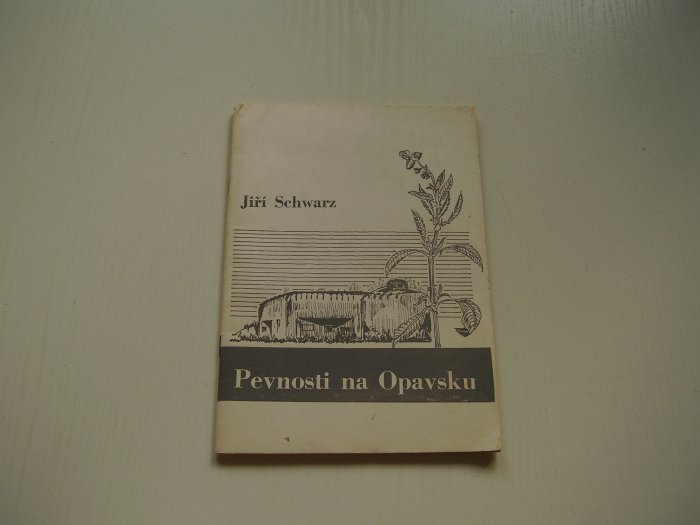 Jiří Schwarz
Pevnosti na Opavsku